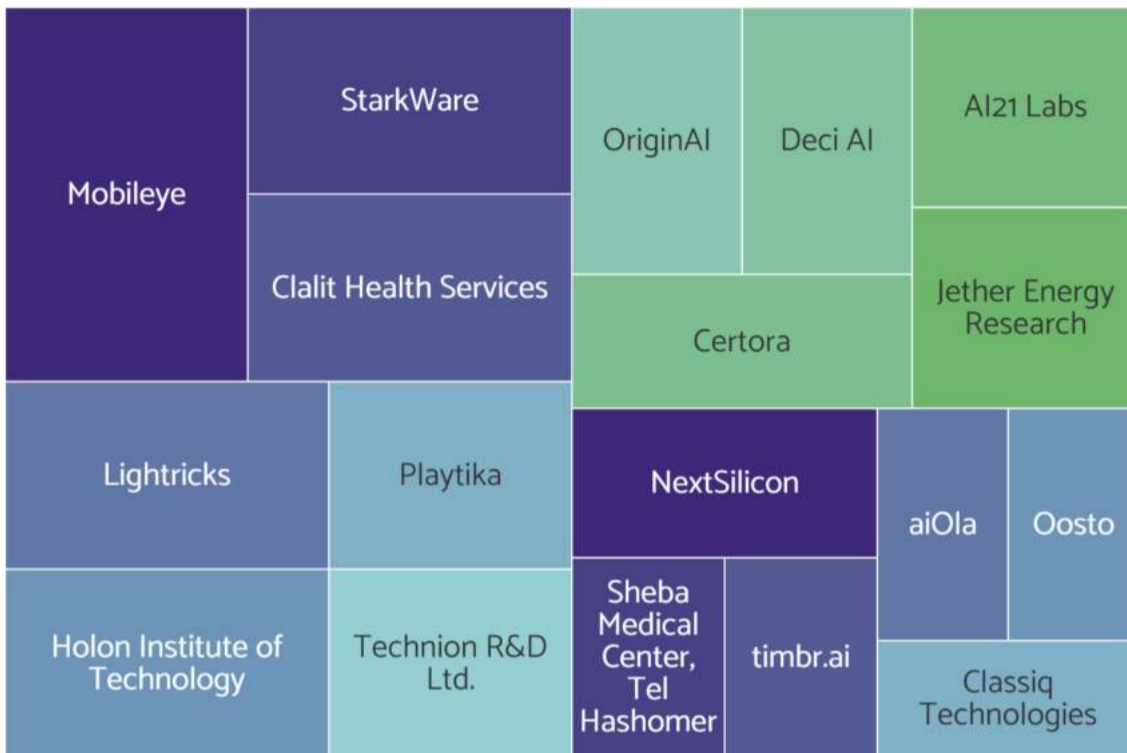 Mobileye
StarkWare
Clalit Health Services
Lightricks
Playtika
Holon Institute of
Technology
Technion R&D
Ltd.
OriginAI
Deci AI
Certora
AI21 Labs
Jether Energy
Research
NextSilicon
Sheba
Medical
Center,
Tel
Hashomer
timbr.ai
aiOla
Oosto
Classiq
Technologies